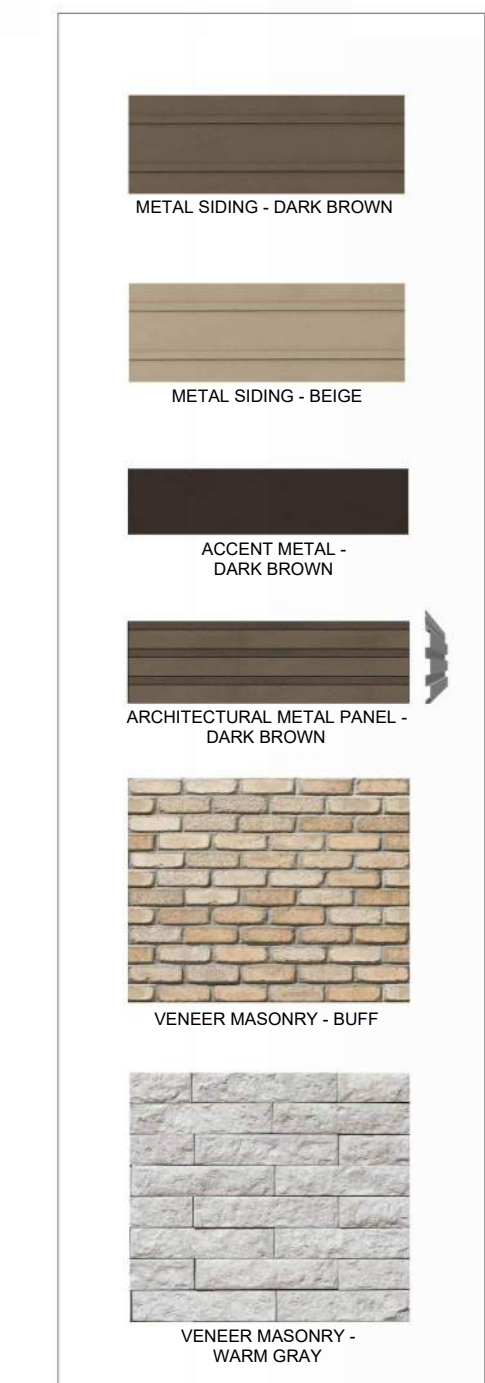 METAL SIDING - DARK BROWN
METAL SIDING - BEIGE
ACCENT METAL -
DARK BROWN
ARCHITECTURAL METAL PANEL -
DARK BROWN
VENEER MASONRY - BUFF
VENEER MASONRY -
WARM GRAY